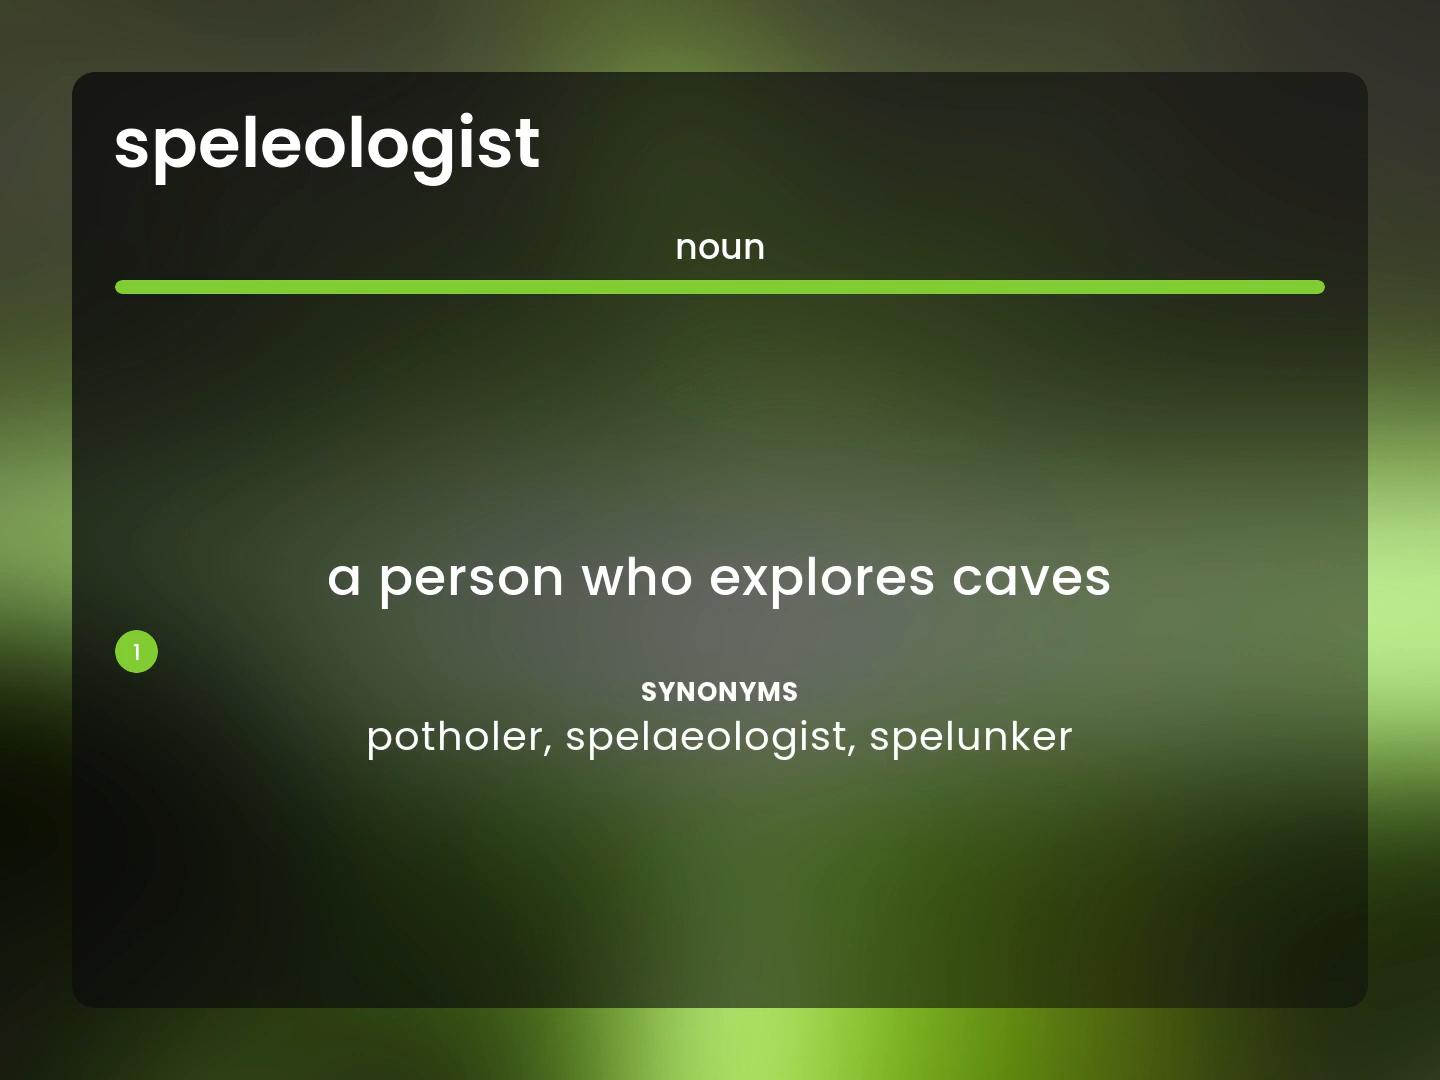 speleologist
noun
a person who explores caves
1
SYNONYMS
potholer, spelaeologist, spelunker